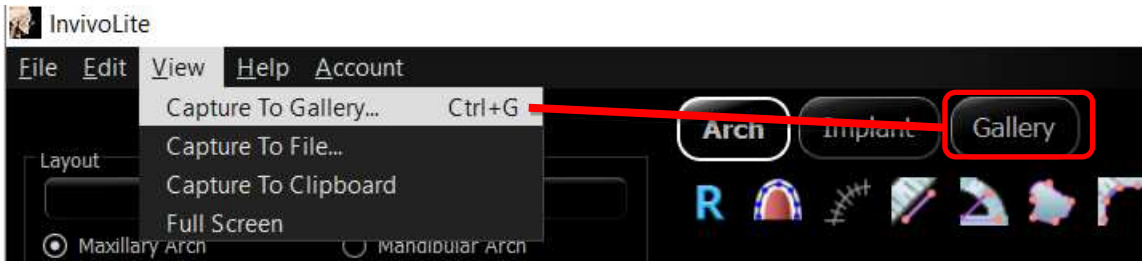 InvivoLite
File Edit View Help Account
Capture To Gallery... Ctrl+G
Capture To File...
Capture To Clipboard
Full Screen
Layout
Maxillary Arch Mandibular Arch
Arch Implant Gallery
R